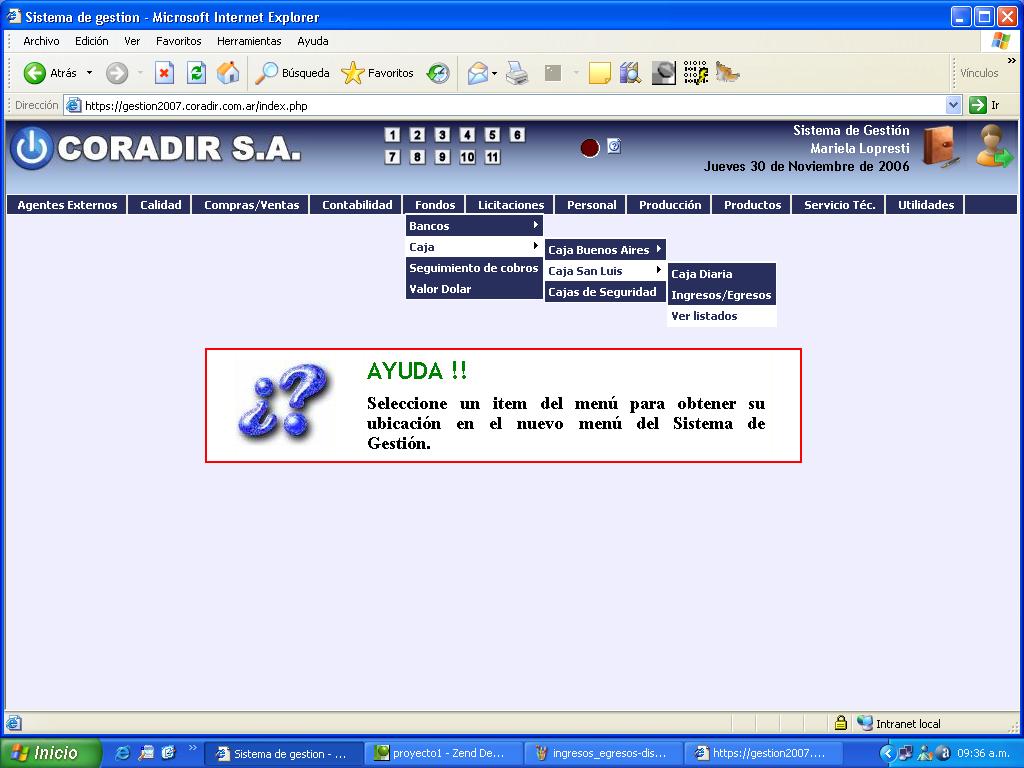 Sistema de gestion - Microsoft Internet Explorer
Archivo Edición Ver Favoritos Herramientas Ayuda
Atrás Búsqueda Favoritos Vínculos »
Dirección https://gestion2007.coradir.com.ar/index.php Ir
CORADIR S.A.
1 2 3 4 5 6
7 8 9 10 11
Sistema de Gestión
Mariela Lopresti
Jueves 30 de Noviembre de 2006
Agentes Externos Calidad Compras/Ventas Contabilidad Fondos Licitaciones Personal Producción Productos Servicio Téc. Utilidades
Bancos
Caja
Seguimiento de cobros
Valor Dolar
Caja Buenos Aires
Caja San Luis
Cajas de Seguridad
Caja Diaria
Ingresos/Egresos
Ver listados
¿?
AYUDA !!
Seleccione un item del menú para obtener su
ubicación en el nuevo menú del Sistema de
Gestión.
Intranet local
Inicio » Sistema de gestion - ... proyecto1 - Zend De... ingresos_egresos-dis... https://gestion2007.... 09:36 a.m.